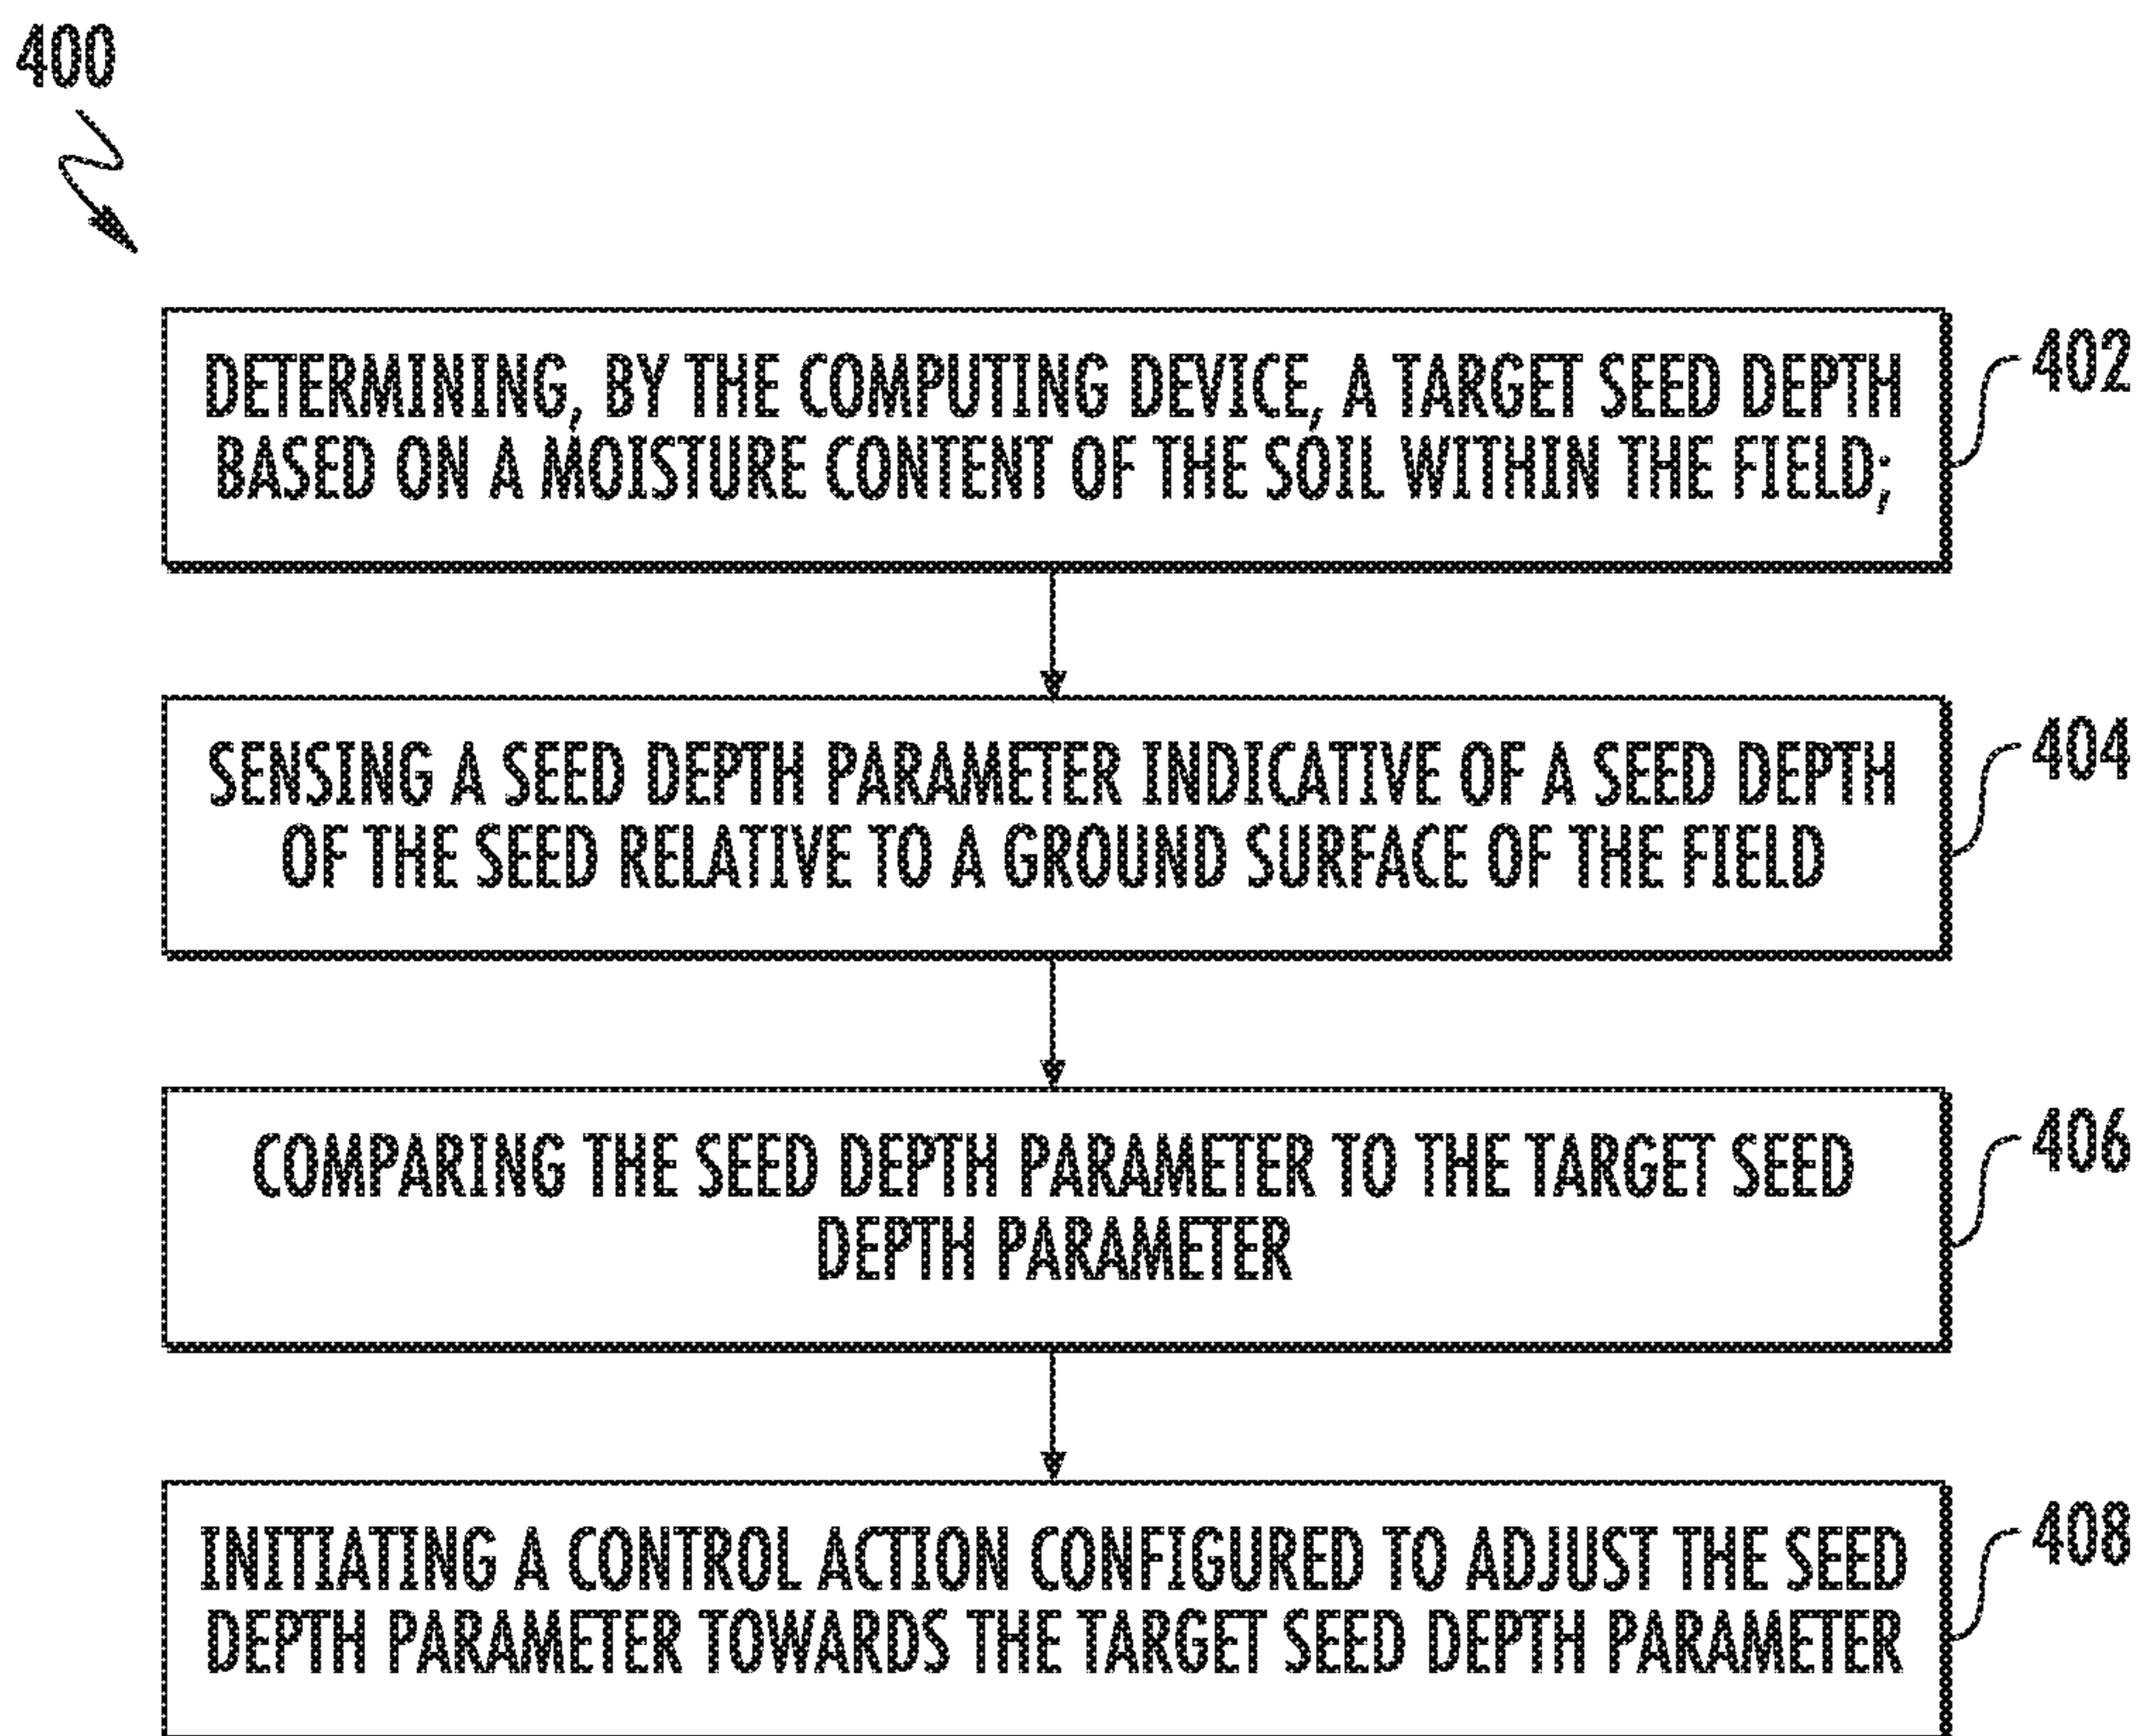 400
DETERMINING, BY THE COMPUTING DEVICE, A TARGET SEED DEPTH
BASED ON A MOISTURE CONTENT OF THE SOIL WITHIN THE FIELD;
402
SENSING A SEED DEPTH PARAMETER INDICATIVE OF A SEED DEPTH
OF THE SEED RELATIVE TO A GROUND SURFACE OF THE FIELD
404
COMPARING THE SEED DEPTH PARAMETER TO THE TARGET SEED
DEPTH PARAMETER
406
INITIATING A CONTROL ACTION CONFIGURED TO ADJUST THE SEED
DEPTH PARAMETER TOWARDS THE TARGET SEED DEPTH PARAMETER
408